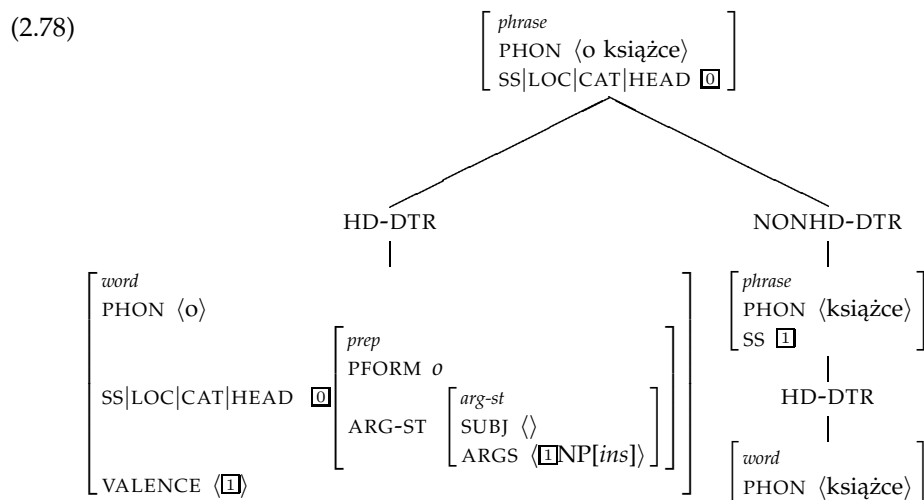 (2.78)
phrase
PHON ⟨o książce⟩
SS|LOC|CAT|HEAD 0
HD-DTR
NONHD-DTR
word
PHON ⟨o⟩
SS|LOC|CAT|HEAD 0
prep
PFORM o
ARG-ST
arg-st
SUBJ ⟨⟩
ARGS ⟨1NP[ins]⟩
VALENCE ⟨1⟩
phrase
PHON ⟨książce⟩
SS 1
HD-DTR
word
PHON ⟨książce⟩